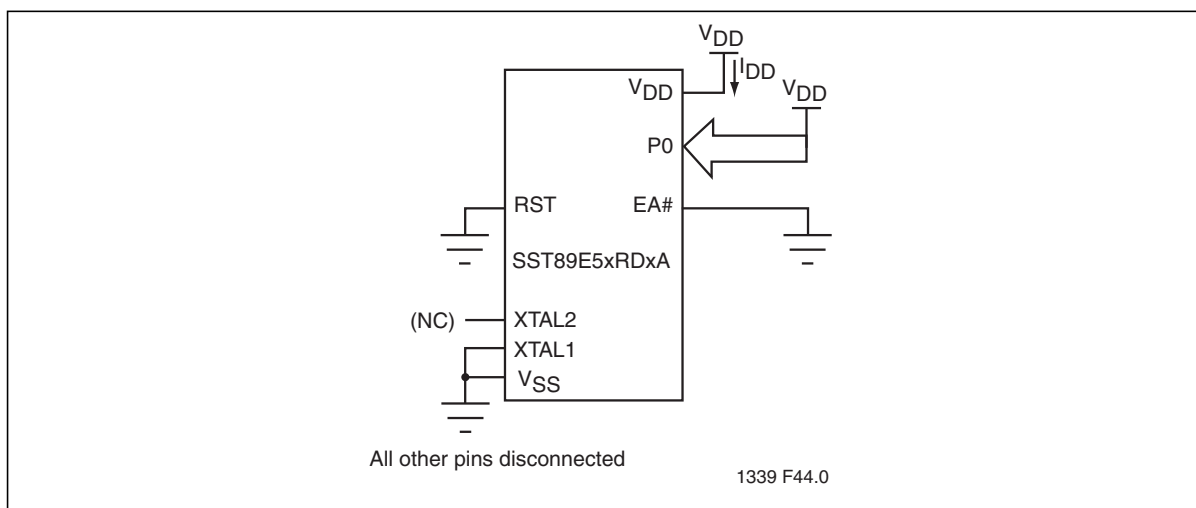 VDD
IDD
VDD
VDD
P0
RST
EA#
SST89E5xRDxA
(NC)
XTAL2
XTAL1
VSS
All other pins disconnected
1339 F44.0